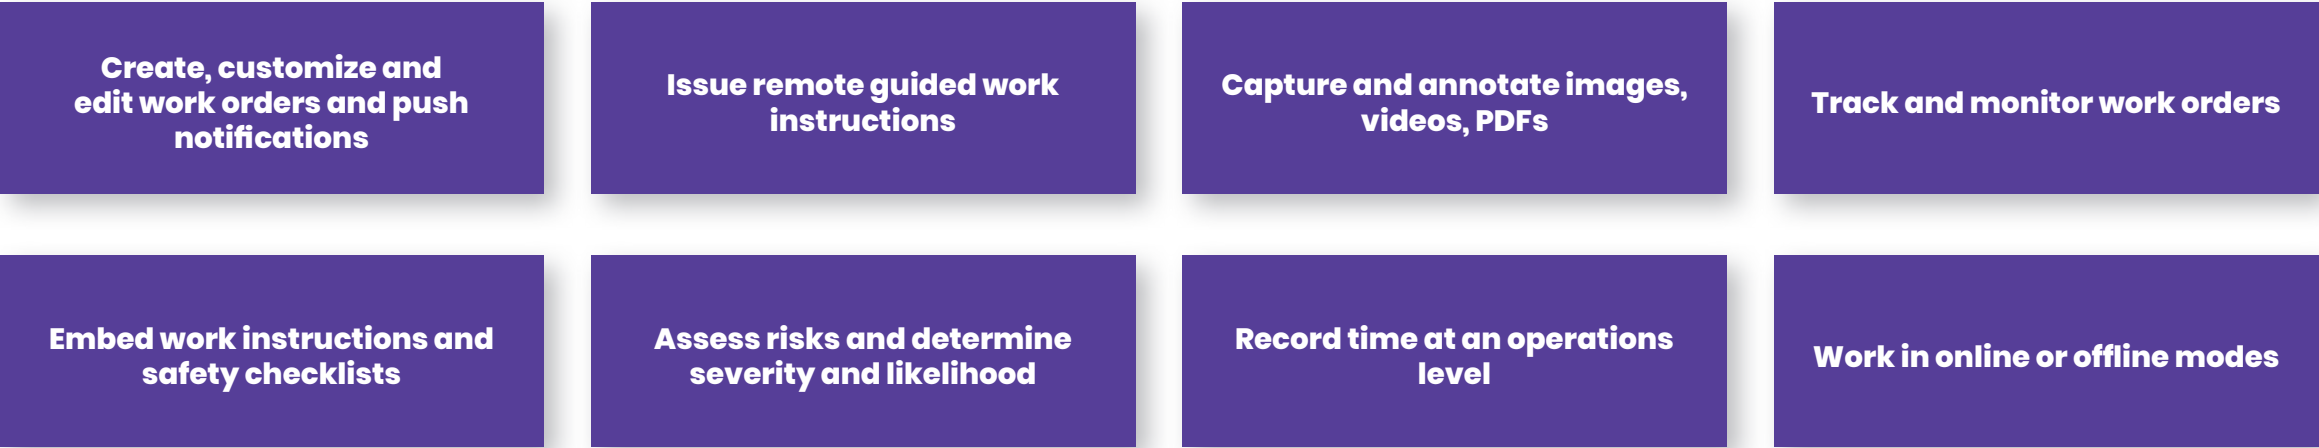 Create, customize and
edit work orders and push
notifications
Issue remote guided work
instructions
Capture and annotate images,
videos, PDFs
Track and monitor work orders
Embed work instructions and
safety checklists
Assess risks and determine
severity and likelihood
Record time at an operations
level
Work in online or offline modes